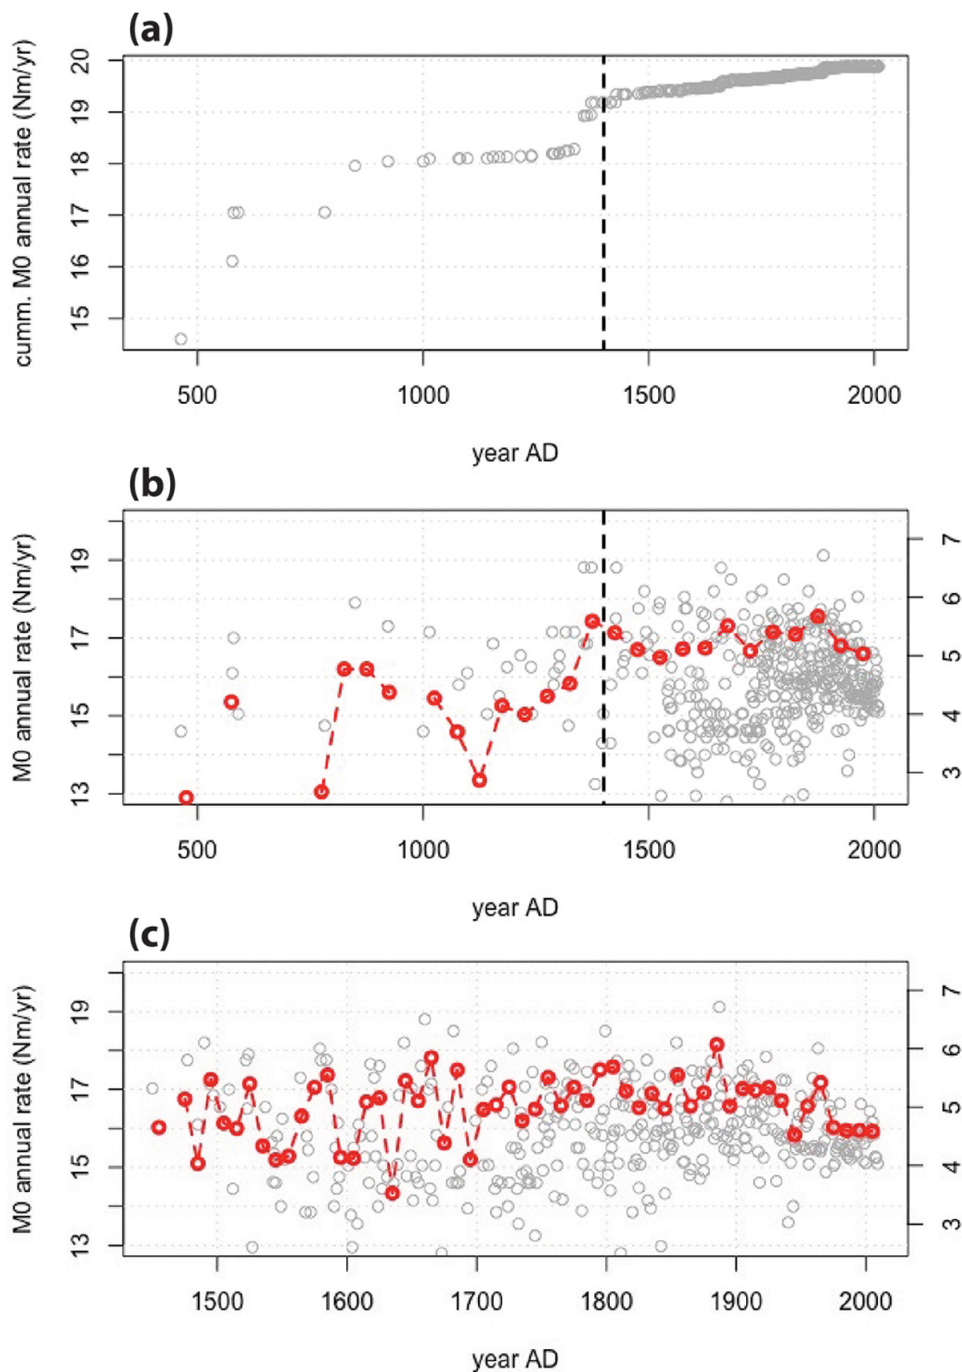 (a)
cumm. M0 annual rate (Nm/yr)
20
19
18
17
16
15
500 1000 1500 2000
year AD
(b)
M0 annual rate (Nm/yr)
19
17
15
13
7
6
5
4
3
500 1000 1500 2000
year AD
(c)
M0 annual rate (Nm/yr)
19
17
15
13
7
6
5
4
3
1500 1600 1700 1800 1900 2000
year AD